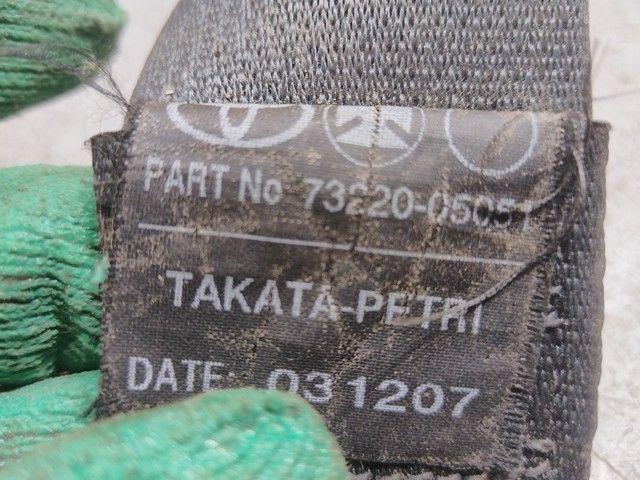 PART No 73220-05051
TAKATA-PETRI
DATE: 031207